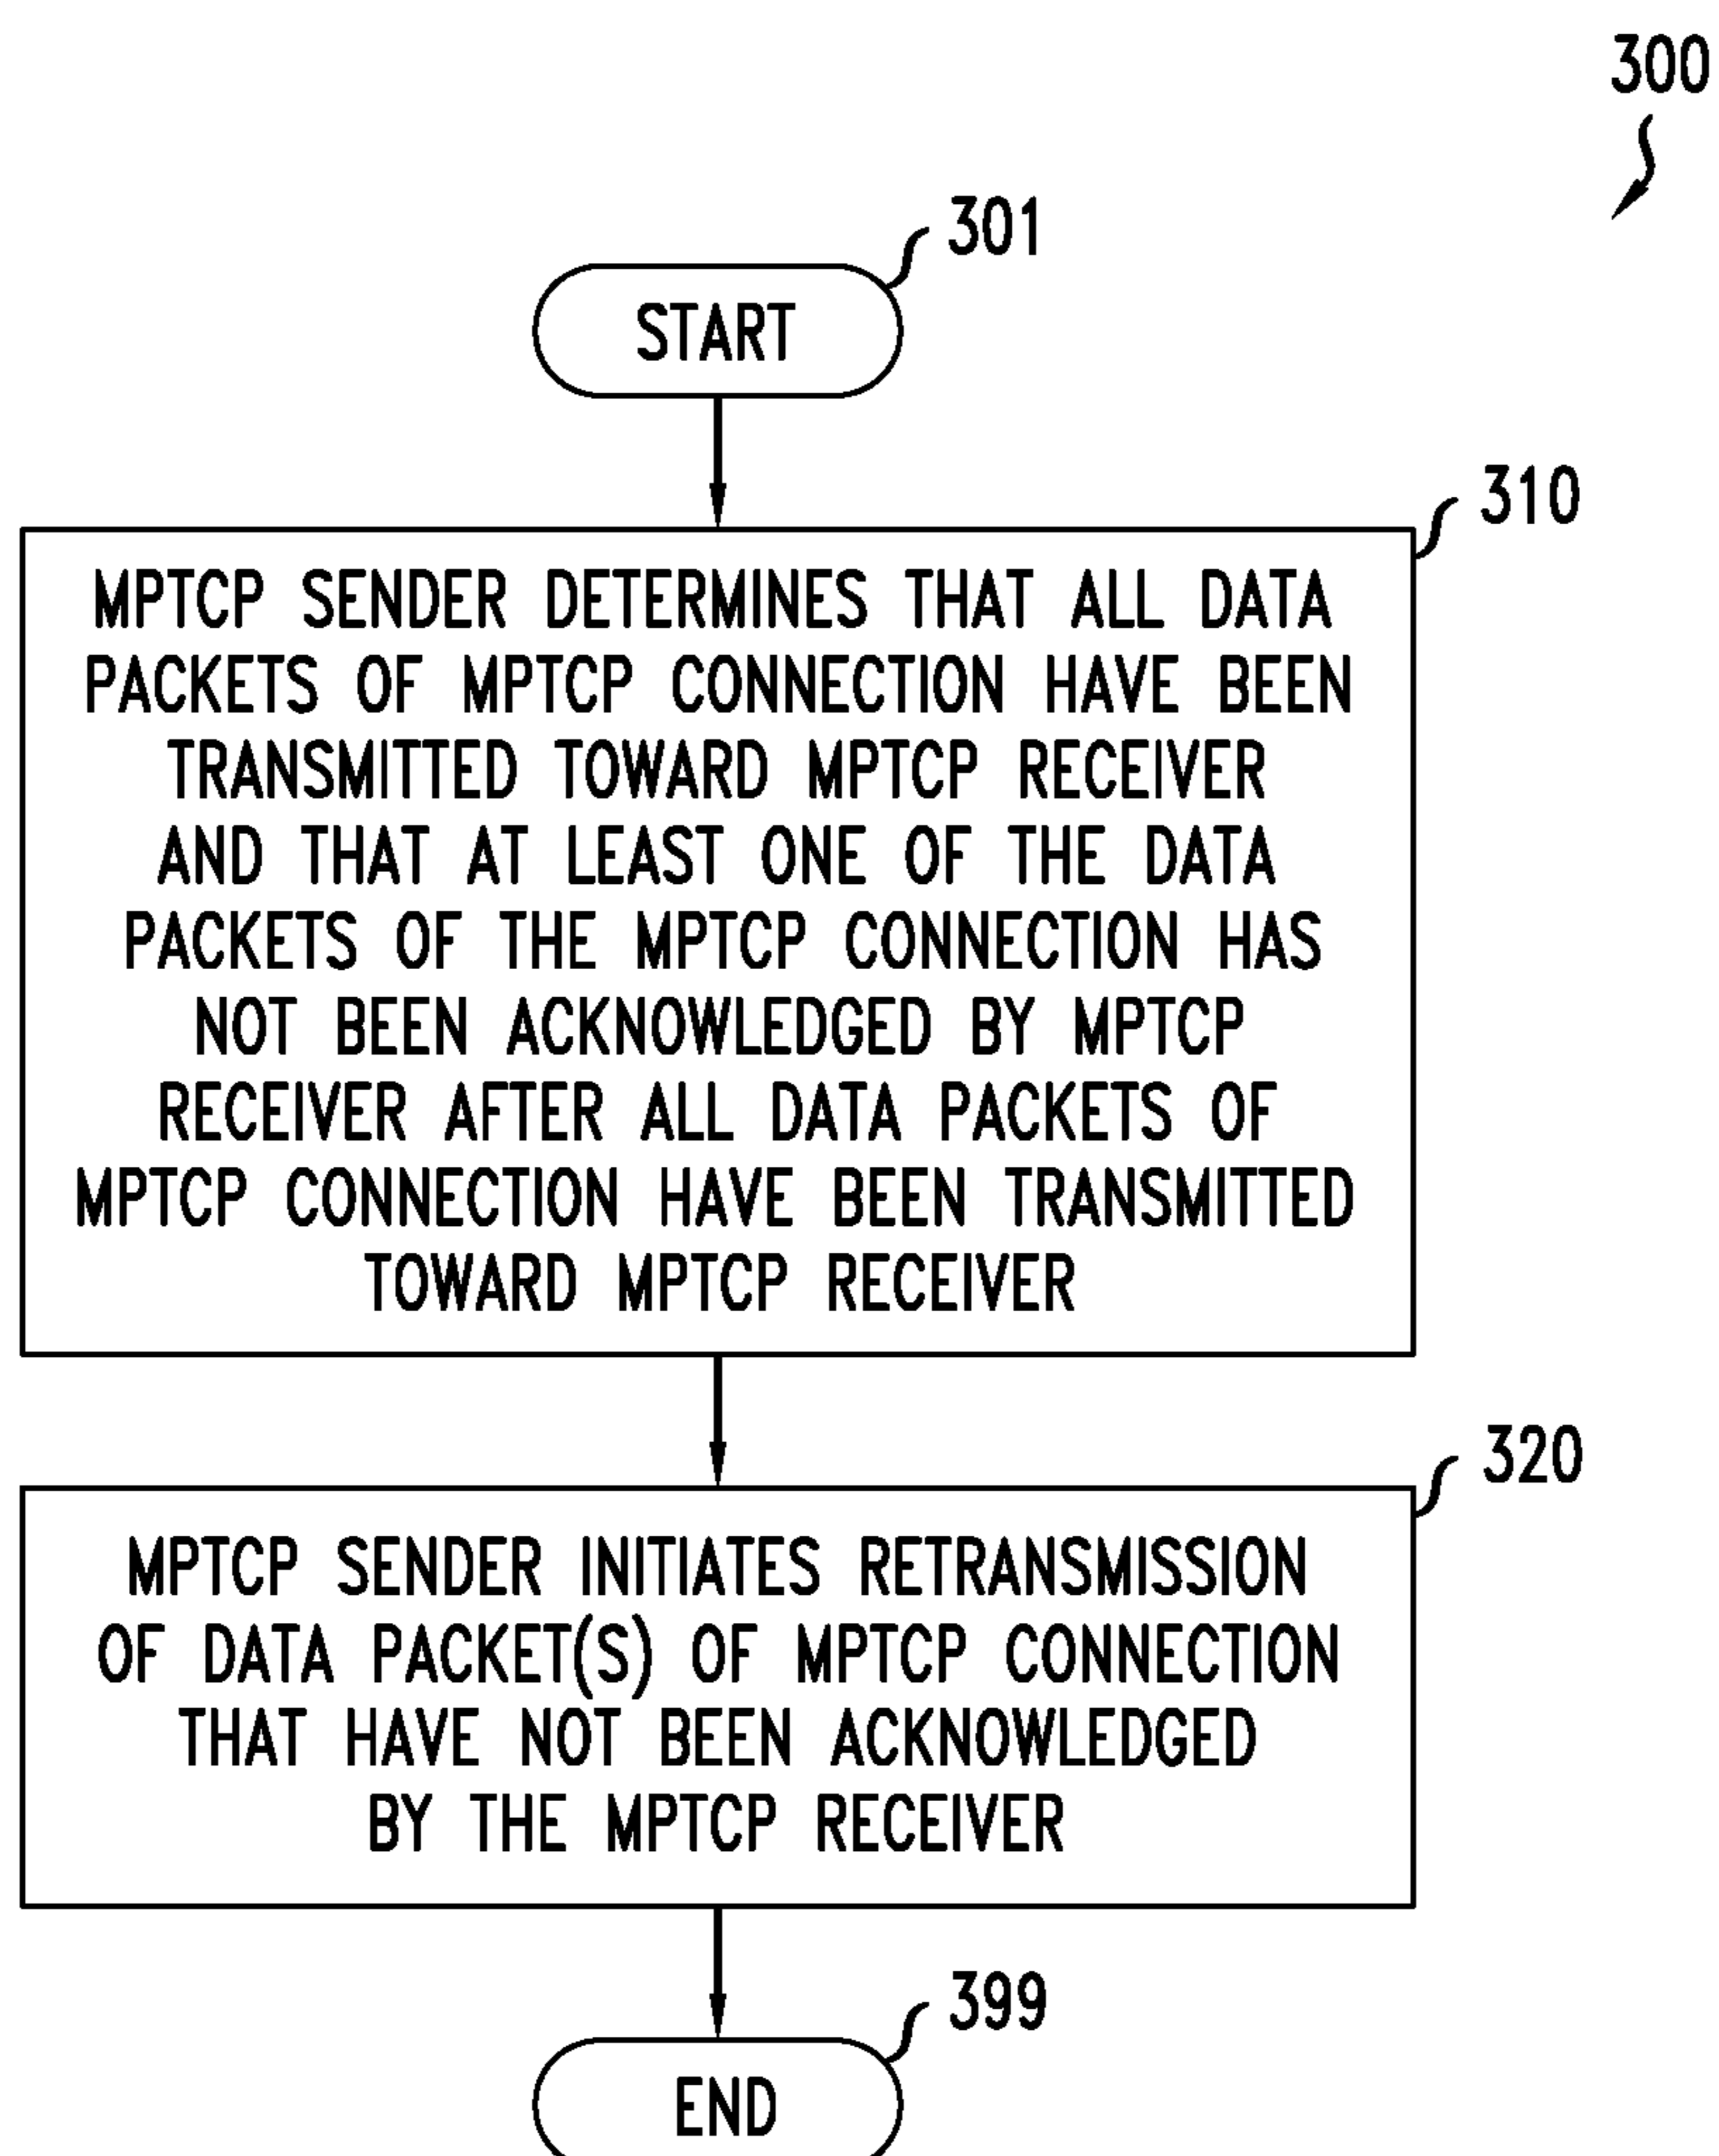 300
301
START
310
MPTCP SENDER DETERMINES THAT ALL DATA
PACKETS OF MPTCP CONNECTION HAVE BEEN
TRANSMITTED TOWARD MPTCP RECEIVER
AND THAT AT LEAST ONE OF THE DATA
PACKETS OF THE MPTCP CONNECTION HAS
NOT BEEN ACKNOWLEDGED BY MPTCP
RECEIVER AFTER ALL DATA PACKETS OF
MPTCP CONNECTION HAVE BEEN TRANSMITTED
TOWARD MPTCP RECEIVER
320
MPTCP SENDER INITIATES RETRANSMISSION
OF DATA PACKET(S) OF MPTCP CONNECTION
THAT HAVE NOT BEEN ACKNOWLEDGED
BY THE MPTCP RECEIVER
399
END